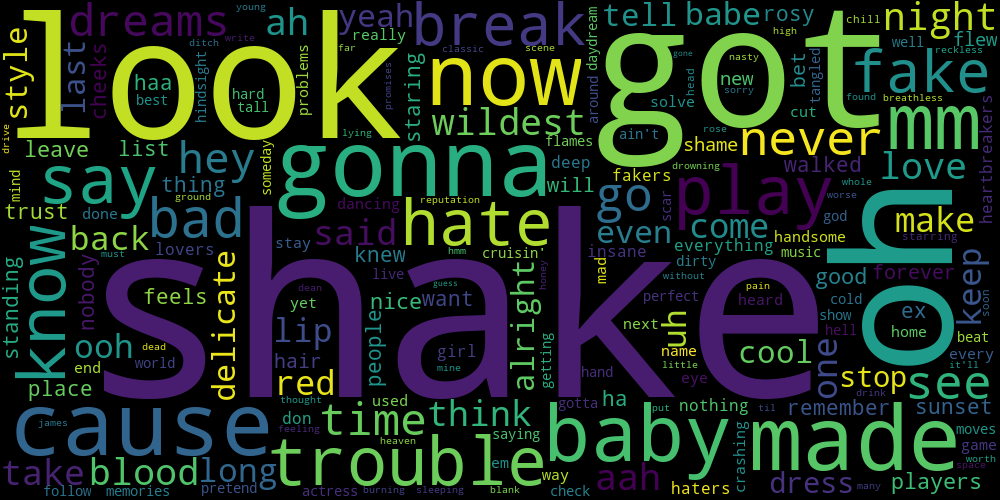 dreams
young
ah
yeah
really
break
tell
babe
rosy
chill
night
style
last
cheeks
ditch
write
hindsight
look
haa
best
hard
tall
problems
far
classic
scene
promises
staring
now
wildest
flames
around
daydream
got
solve
new
nasty
sorry
high
bet
cut
well
tangled
flew
gone
head
reckless
fake
found
breathless
mm
drive
leave
list
hey
someday
lying
gonna
deep
ain't
shame
rose
never
heartbreakers
mind
say
thing
will
fakers
drowning
walked
love
trust
ground
dancing
reputation
hate
go
scar
play
whole
worse
make
done
bad
said
even
come
god
oh
starring
must
back
lovers
stay
knew
hmm
cruisin'
insane
everything
handsome
music
know
nobody
feels
live
alright
mad
dirty
without
good
forever
keep
standing
delicate
shake
dean
nice
want
honey
perfect
pain
heard
cold
show
hell
ex
home
soon
yet
guess
uh
next
beat
end
ooh
dead
world
lip
hair
people
girl
mine
getting
name
little
eye
cool
one
every
it'll
place
red
used
hand
gotta
stop
see
cause
james
thought
feeling
don
time
think
saying
ha
put
nothing
til
drink
remember
sunset
moves
take
blood
long
heaven
trouble
em
way
baby
aah
crashing
made
game
worth
space
follow
memories
pretend
actress
burning
sleeping
blank
check
haters
dress
many
players